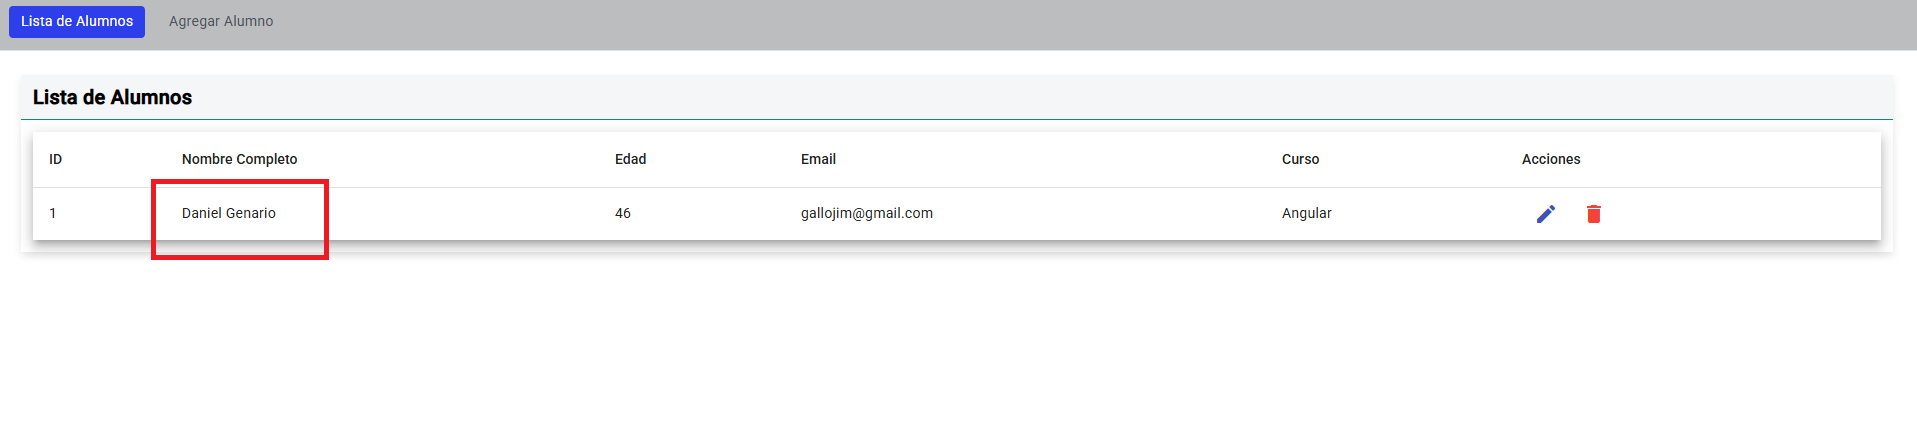 Lista de Alumnos Agregar Alumno
Lista de Alumnos
ID Nombre Completo Edad Email Curso Acciones
1 Daniel Genario 46 gallojim@gmail.com Angular